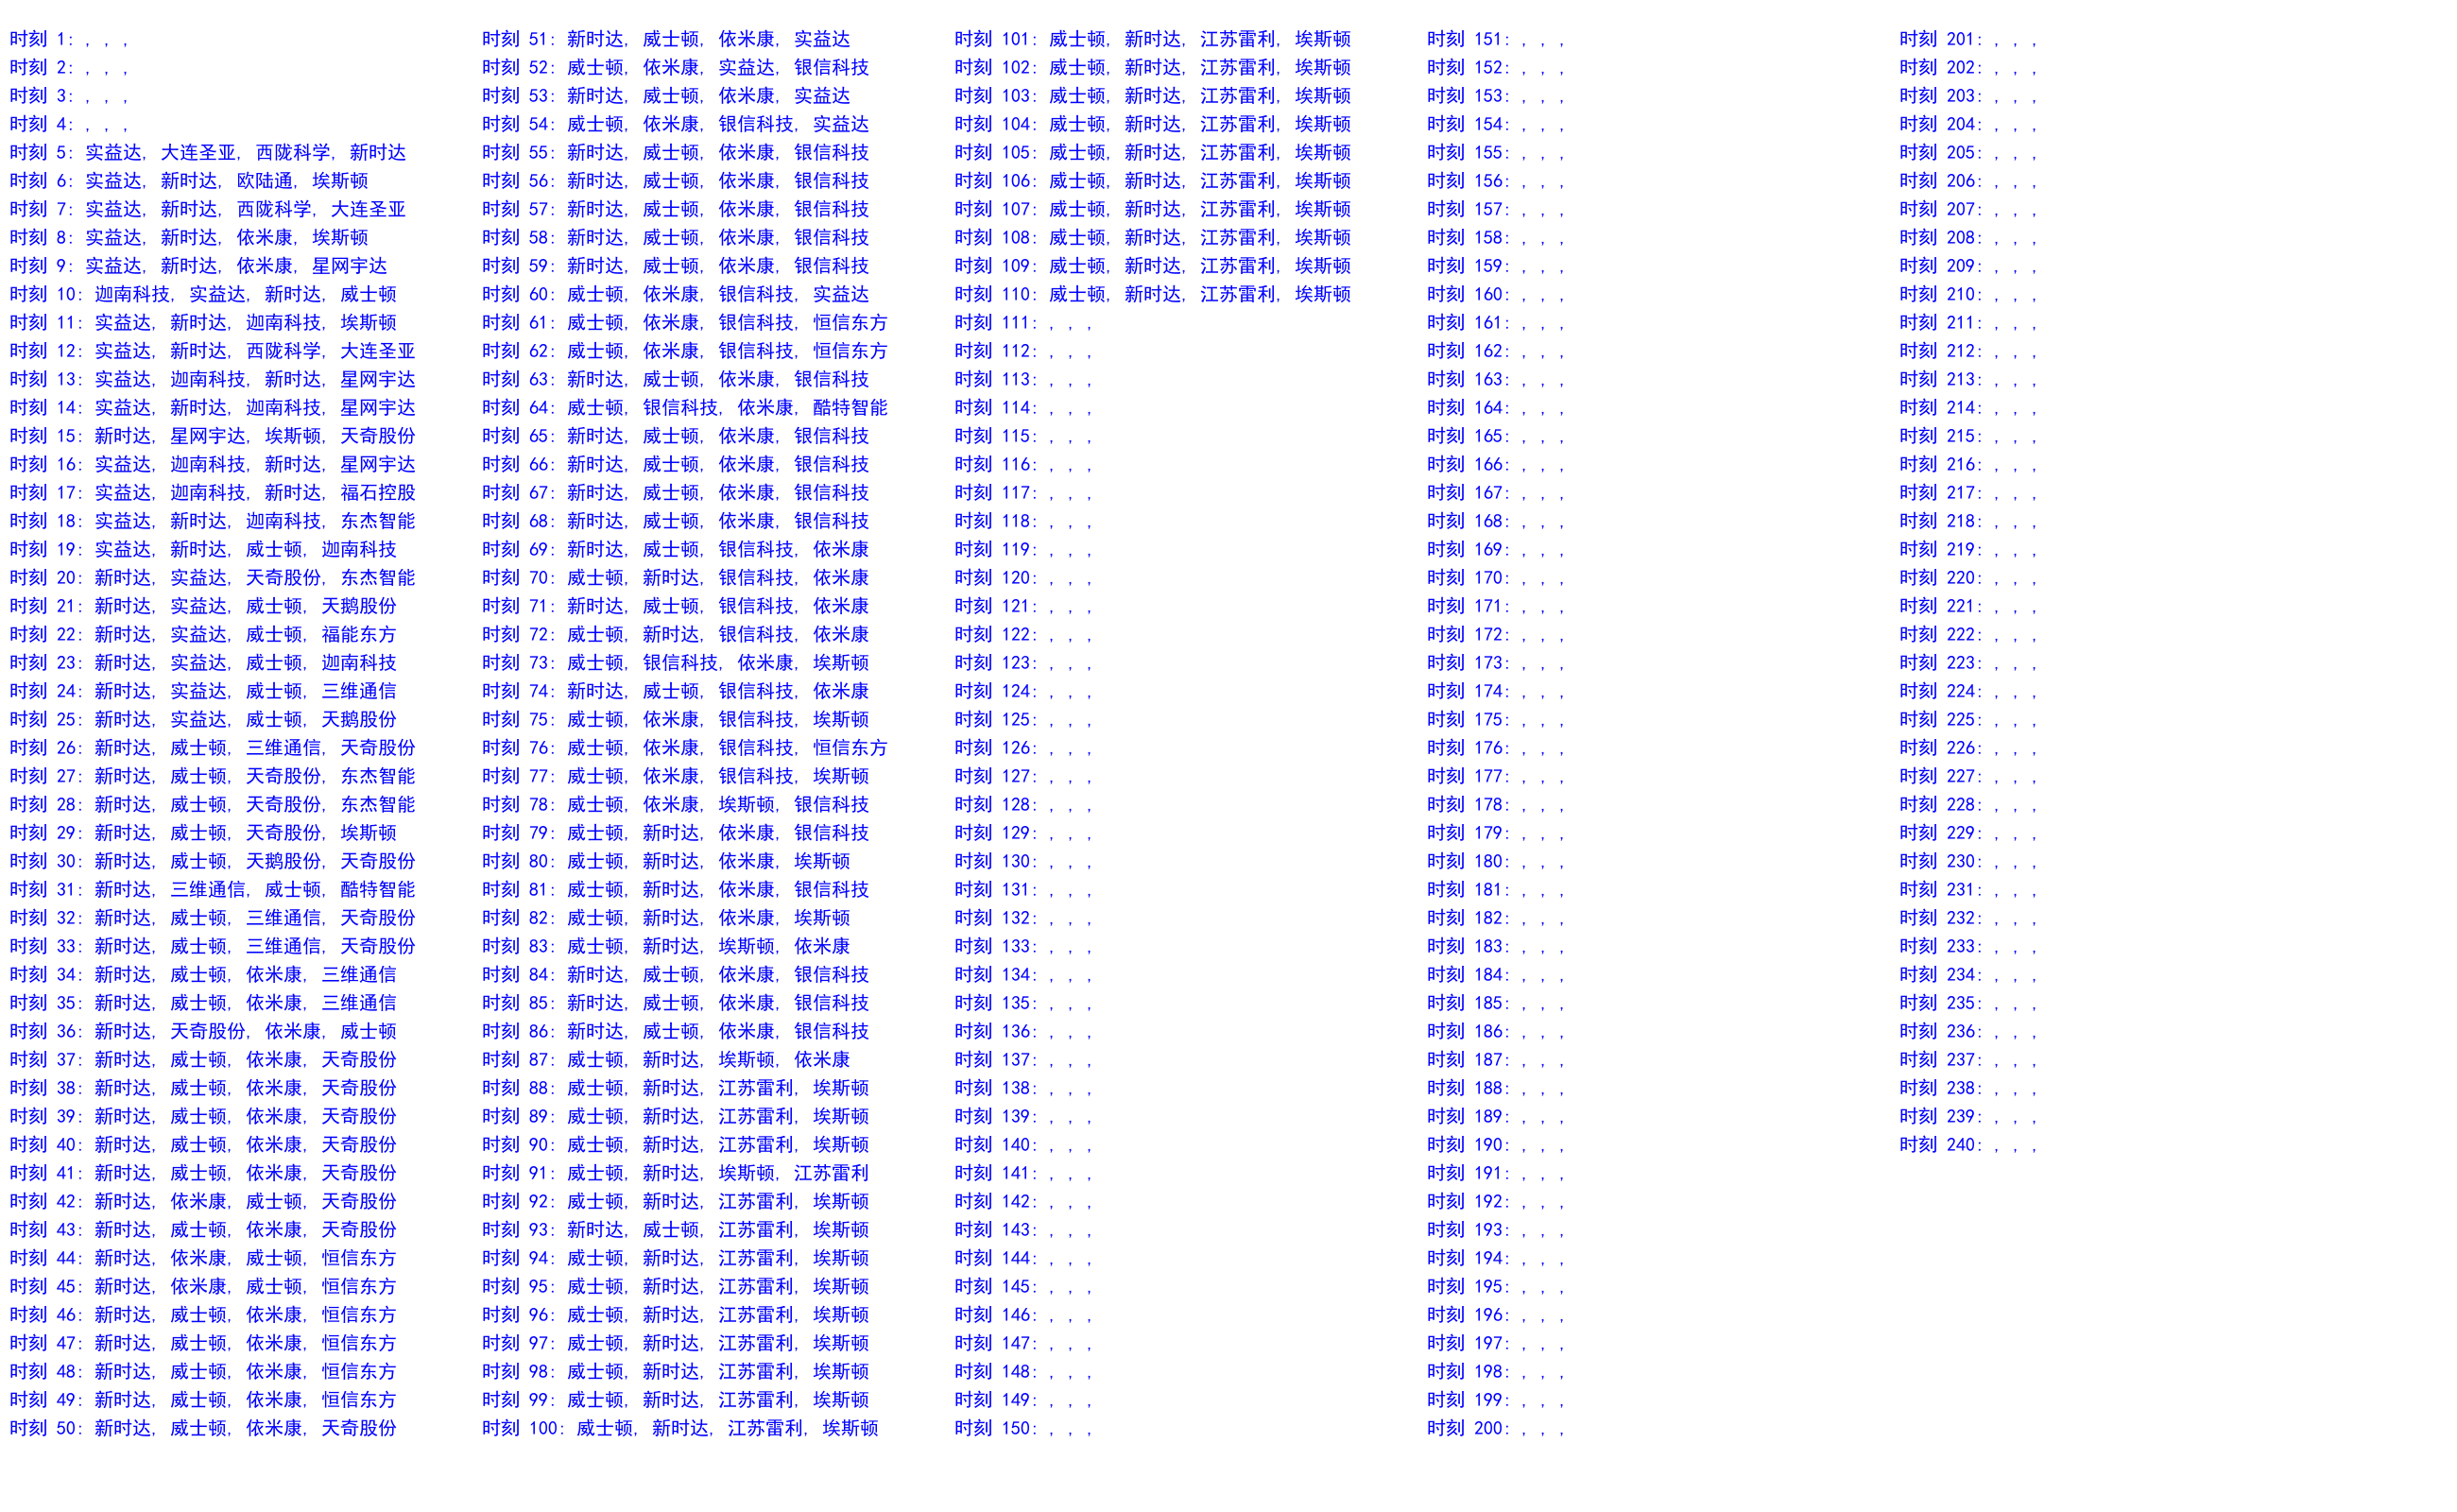 时刻 1: , , ,
时刻 2: , , ,
时刻 3: , , ,
时刻 4: , , ,
时刻 5: 实益达, 大连圣亚, 西陇科学, 新时达
时刻 6: 实益达, 新时达, 欧陆通, 埃斯顿
时刻 7: 实益达, 新时达, 西陇科学, 大连圣亚
时刻 8: 实益达, 新时达, 依米康, 埃斯顿
时刻 9: 实益达, 新时达, 依米康, 星网宇达
时刻 10: 迦南科技, 实益达, 新时达, 威士顿
时刻 11: 实益达, 新时达, 迦南科技, 埃斯顿
时刻 12: 实益达, 新时达, 西陇科学, 大连圣亚
时刻 13: 实益达, 迦南科技, 新时达, 星网宇达
时刻 14: 实益达, 新时达, 迦南科技, 星网宇达
时刻 15: 新时达, 星网宇达, 埃斯顿, 天奇股份
时刻 16: 实益达, 迦南科技, 新时达, 星网宇达
时刻 17: 实益达, 迦南科技, 新时达, 福石控股
时刻 18: 实益达, 新时达, 迦南科技, 东杰智能
时刻 19: 实益达, 新时达, 威士顿, 迦南科技
时刻 20: 新时达, 实益达, 天奇股份, 东杰智能
时刻 21: 新时达, 实益达, 威士顿, 天鹅股份
时刻 22: 新时达, 实益达, 威士顿, 福能东方
时刻 23: 新时达, 实益达, 威士顿, 迦南科技
时刻 24: 新时达, 实益达, 威士顿, 三维通信
时刻 25: 新时达, 实益达, 威士顿, 天鹅股份
时刻 26: 新时达, 威士顿, 三维通信, 天奇股份
时刻 27: 新时达, 威士顿, 天奇股份, 东杰智能
时刻 28: 新时达, 威士顿, 天奇股份, 东杰智能
时刻 29: 新时达, 威士顿, 天奇股份, 埃斯顿
时刻 30: 新时达, 威士顿, 天鹅股份, 天奇股份
时刻 31: 新时达, 三维通信, 威士顿, 酷特智能
时刻 32: 新时达, 威士顿, 三维通信, 天奇股份
时刻 33: 新时达, 威士顿, 三维通信, 天奇股份
时刻 34: 新时达, 威士顿, 依米康, 三维通信
时刻 35: 新时达, 威士顿, 依米康, 三维通信
时刻 36: 新时达, 天奇股份, 依米康, 威士顿
时刻 37: 新时达, 威士顿, 依米康, 天奇股份
时刻 38: 新时达, 威士顿, 依米康, 天奇股份
时刻 39: 新时达, 威士顿, 依米康, 天奇股份
时刻 40: 新时达, 威士顿, 依米康, 天奇股份
时刻 41: 新时达, 威士顿, 依米康, 天奇股份
时刻 42: 新时达, 依米康, 威士顿, 天奇股份
时刻 43: 新时达, 威士顿, 依米康, 天奇股份
时刻 44: 新时达, 依米康, 威士顿, 恒信东方
时刻 45: 新时达, 依米康, 威士顿, 恒信东方
时刻 46: 新时达, 威士顿, 依米康, 恒信东方
时刻 47: 新时达, 威士顿, 依米康, 恒信东方
时刻 48: 新时达, 威士顿, 依米康, 恒信东方
时刻 49: 新时达, 威士顿, 依米康, 恒信东方
时刻 50: 新时达, 威士顿, 依米康, 天奇股份
时刻 51: 新时达, 威士顿, 依米康, 实益达
时刻 52: 威士顿, 依米康, 实益达, 银信科技
时刻 53: 新时达, 威士顿, 依米康, 实益达
时刻 54: 威士顿, 依米康, 银信科技, 实益达
时刻 55: 新时达, 威士顿, 依米康, 银信科技
时刻 56: 新时达, 威士顿, 依米康, 银信科技
时刻 57: 新时达, 威士顿, 依米康, 银信科技
时刻 58: 新时达, 威士顿, 依米康, 银信科技
时刻 59: 新时达, 威士顿, 依米康, 银信科技
时刻 60: 威士顿, 依米康, 银信科技, 实益达
时刻 61: 威士顿, 依米康, 银信科技, 恒信东方
时刻 62: 威士顿, 依米康, 银信科技, 恒信东方
时刻 63: 新时达, 威士顿, 依米康, 银信科技
时刻 64: 威士顿, 银信科技, 依米康, 酷特智能
时刻 65: 新时达, 威士顿, 依米康, 银信科技
时刻 66: 新时达, 威士顿, 依米康, 银信科技
时刻 67: 新时达, 威士顿, 依米康, 银信科技
时刻 68: 新时达, 威士顿, 依米康, 银信科技
时刻 69: 新时达, 威士顿, 银信科技, 依米康
时刻 70: 威士顿, 新时达, 银信科技, 依米康
时刻 71: 新时达, 威士顿, 银信科技, 依米康
时刻 72: 威士顿, 新时达, 银信科技, 依米康
时刻 73: 威士顿, 银信科技, 依米康, 埃斯顿
时刻 74: 新时达, 威士顿, 银信科技, 依米康
时刻 75: 威士顿, 依米康, 银信科技, 埃斯顿
时刻 76: 威士顿, 依米康, 银信科技, 恒信东方
时刻 77: 威士顿, 依米康, 银信科技, 埃斯顿
时刻 78: 威士顿, 依米康, 埃斯顿, 银信科技
时刻 79: 威士顿, 新时达, 依米康, 银信科技
时刻 80: 威士顿, 新时达, 依米康, 埃斯顿
时刻 81: 威士顿, 新时达, 依米康, 银信科技
时刻 82: 威士顿, 新时达, 依米康, 埃斯顿
时刻 83: 威士顿, 新时达, 埃斯顿, 依米康
时刻 84: 新时达, 威士顿, 依米康, 银信科技
时刻 85: 新时达, 威士顿, 依米康, 银信科技
时刻 86: 新时达, 威士顿, 依米康, 银信科技
时刻 87: 威士顿, 新时达, 埃斯顿, 依米康
时刻 88: 威士顿, 新时达, 江苏雷利, 埃斯顿
时刻 89: 威士顿, 新时达, 江苏雷利, 埃斯顿
时刻 90: 威士顿, 新时达, 江苏雷利, 埃斯顿
时刻 91: 威士顿, 新时达, 埃斯顿, 江苏雷利
时刻 92: 威士顿, 新时达, 江苏雷利, 埃斯顿
时刻 93: 新时达, 威士顿, 江苏雷利, 埃斯顿
时刻 94: 威士顿, 新时达, 江苏雷利, 埃斯顿
时刻 95: 威士顿, 新时达, 江苏雷利, 埃斯顿
时刻 96: 威士顿, 新时达, 江苏雷利, 埃斯顿
时刻 97: 威士顿, 新时达, 江苏雷利, 埃斯顿
时刻 98: 威士顿, 新时达, 江苏雷利, 埃斯顿
时刻 99: 威士顿, 新时达, 江苏雷利, 埃斯顿
时刻 100: 威士顿, 新时达, 江苏雷利, 埃斯顿
时刻 101: 威士顿, 新时达, 江苏雷利, 埃斯顿
时刻 102: 威士顿, 新时达, 江苏雷利, 埃斯顿
时刻 103: 威士顿, 新时达, 江苏雷利, 埃斯顿
时刻 104: 威士顿, 新时达, 江苏雷利, 埃斯顿
时刻 105: 威士顿, 新时达, 江苏雷利, 埃斯顿
时刻 106: 威士顿, 新时达, 江苏雷利, 埃斯顿
时刻 107: 威士顿, 新时达, 江苏雷利, 埃斯顿
时刻 108: 威士顿, 新时达, 江苏雷利, 埃斯顿
时刻 109: 威士顿, 新时达, 江苏雷利, 埃斯顿
时刻 110: 威士顿, 新时达, 江苏雷利, 埃斯顿
时刻 111: , , ,
时刻 112: , , ,
时刻 113: , , ,
时刻 114: , , ,
时刻 115: , , ,
时刻 116: , , ,
时刻 117: , , ,
时刻 118: , , ,
时刻 119: , , ,
时刻 120: , , ,
时刻 121: , , ,
时刻 122: , , ,
时刻 123: , , ,
时刻 124: , , ,
时刻 125: , , ,
时刻 126: , , ,
时刻 127: , , ,
时刻 128: , , ,
时刻 129: , , ,
时刻 130: , , ,
时刻 131: , , ,
时刻 132: , , ,
时刻 133: , , ,
时刻 134: , , ,
时刻 135: , , ,
时刻 136: , , ,
时刻 137: , , ,
时刻 138: , , ,
时刻 139: , , ,
时刻 140: , , ,
时刻 141: , , ,
时刻 142: , , ,
时刻 143: , , ,
时刻 144: , , ,
时刻 145: , , ,
时刻 146: , , ,
时刻 147: , , ,
时刻 148: , , ,
时刻 149: , , ,
时刻 150: , , ,
时刻 151: , , ,
时刻 152: , , ,
时刻 153: , , ,
时刻 154: , , ,
时刻 155: , , ,
时刻 156: , , ,
时刻 157: , , ,
时刻 158: , , ,
时刻 159: , , ,
时刻 160: , , ,
时刻 161: , , ,
时刻 162: , , ,
时刻 163: , , ,
时刻 164: , , ,
时刻 165: , , ,
时刻 166: , , ,
时刻 167: , , ,
时刻 168: , , ,
时刻 169: , , ,
时刻 170: , , ,
时刻 171: , , ,
时刻 172: , , ,
时刻 173: , , ,
时刻 174: , , ,
时刻 175: , , ,
时刻 176: , , ,
时刻 177: , , ,
时刻 178: , , ,
时刻 179: , , ,
时刻 180: , , ,
时刻 181: , , ,
时刻 182: , , ,
时刻 183: , , ,
时刻 184: , , ,
时刻 185: , , ,
时刻 186: , , ,
时刻 187: , , ,
时刻 188: , , ,
时刻 189: , , ,
时刻 190: , , ,
时刻 191: , , ,
时刻 192: , , ,
时刻 193: , , ,
时刻 194: , , ,
时刻 195: , , ,
时刻 196: , , ,
时刻 197: , , ,
时刻 198: , , ,
时刻 199: , , ,
时刻 200: , , ,
时刻 201: , , ,
时刻 202: , , ,
时刻 203: , , ,
时刻 204: , , ,
时刻 205: , , ,
时刻 206: , , ,
时刻 207: , , ,
时刻 208: , , ,
时刻 209: , , ,
时刻 210: , , ,
时刻 211: , , ,
时刻 212: , , ,
时刻 213: , , ,
时刻 214: , , ,
时刻 215: , , ,
时刻 216: , , ,
时刻 217: , , ,
时刻 218: , , ,
时刻 219: , , ,
时刻 220: , , ,
时刻 221: , , ,
时刻 222: , , ,
时刻 223: , , ,
时刻 224: , , ,
时刻 225: , , ,
时刻 226: , , ,
时刻 227: , , ,
时刻 228: , , ,
时刻 229: , , ,
时刻 230: , , ,
时刻 231: , , ,
时刻 232: , , ,
时刻 233: , , ,
时刻 234: , , ,
时刻 235: , , ,
时刻 236: , , ,
时刻 237: , , ,
时刻 238: , , ,
时刻 239: , , ,
时刻 240: , , ,